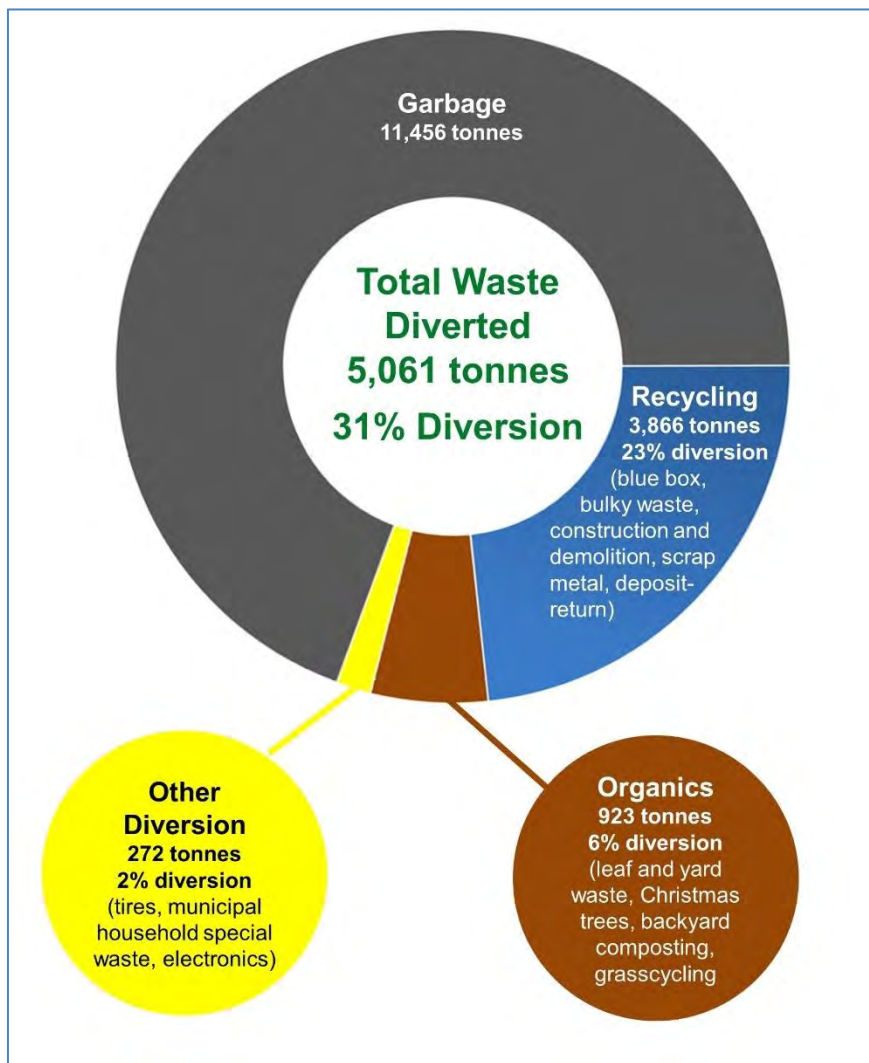 Garbage
11,456 tonnes
Total Waste
Diverted
5,061 tonnes
31% Diversion
Recycling
3,866 tonnes
23% diversion
(blue box,
bulky waste,
construction and
demolition, scrap
metal, deposit-
return)
Other
Diversion
272 tonnes
2% diversion
(tires, municipal
household special
waste, electronics)
Organics
923 tonnes
6% diversion
(leaf and yard
waste, Christmas
trees, backyard
composting,
grasscycling